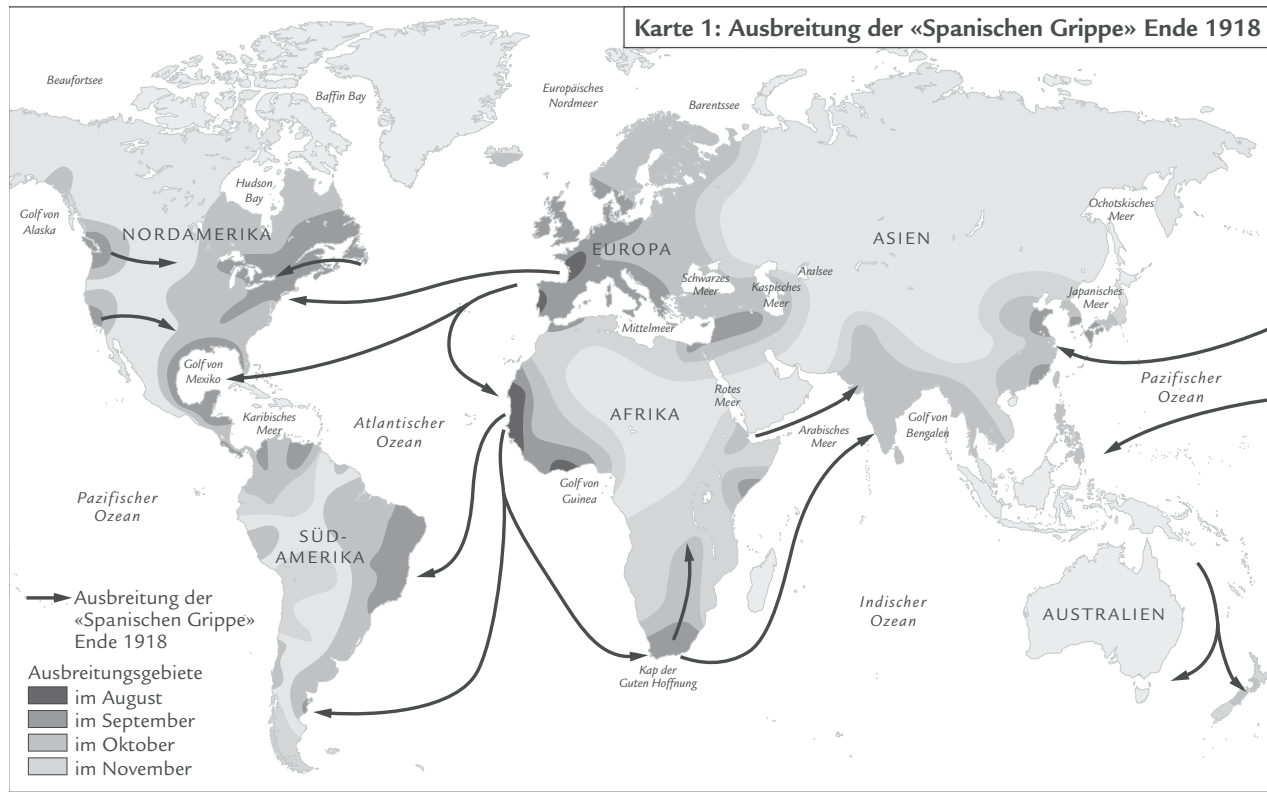 Karte 1: Ausbreitung der «Spanischen Grippe» Ende 1918
Beaufortsee
Baffin Bay
Europäisches
Nordmeer
Barentssee
Hudson
Bay
Golf von
Alaska
NORDAMERIKA
EUROPA
ASIEN
Ochotskisches
Meer
Schwarzes
Meer
Kaspisches
Meer
Aralsee
Japanisches
Meer
Mittelmeer
Golf von
Mexiko
Karibisches
Meer
Atlantischer
Ozean
AFRIKA
Rotes
Meer
Arabisches
Meer
Golf von
Bengalen
Pazifischer
Ozean
Golf von
Guinea
Pazifischer
Ozean
SÜD-
AMERIKA
Indischer
Ozean
AUSTRALIEN
Kap der
Guten Hoffnung
Ausbreitung der
«Spanischen Grippe»
Ende 1918
Ausbreitungsgebiete
im August
im September
im Oktober
im November